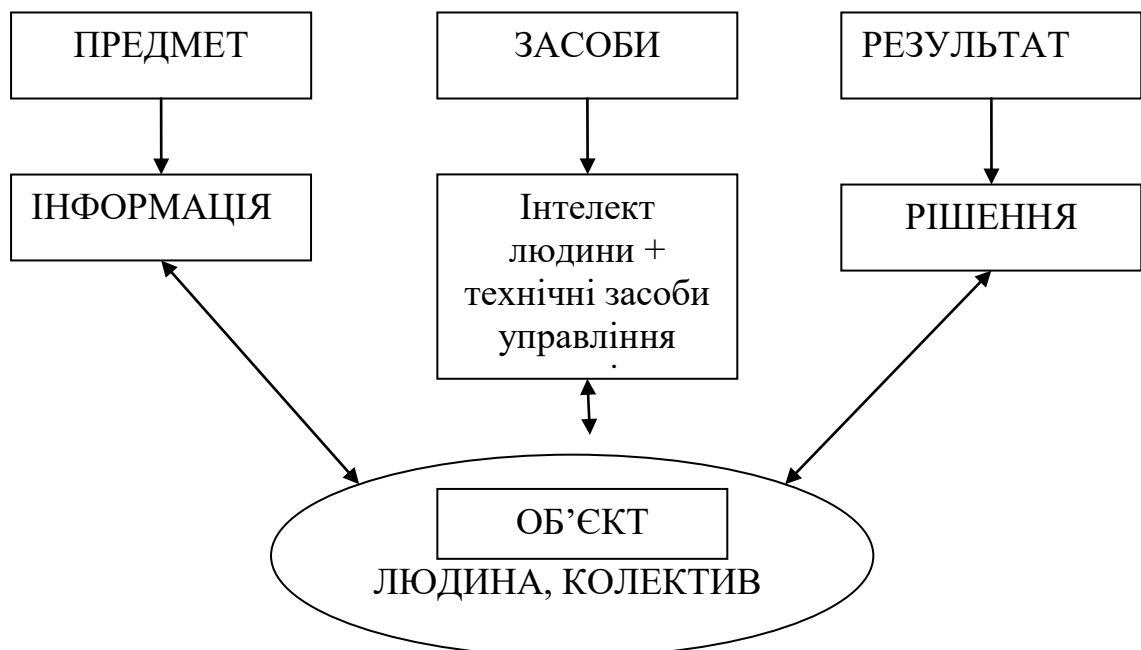 ПРЕДМЕТ
ЗАСОБИ
РЕЗУЛЬТАТ
ІНФОРМАЦІЯ
Інтелект
людини +
технічні засоби
управління
РІШЕННЯ
ОБ’ЄКТ
ЛЮДИНА, КОЛЕКТИВ